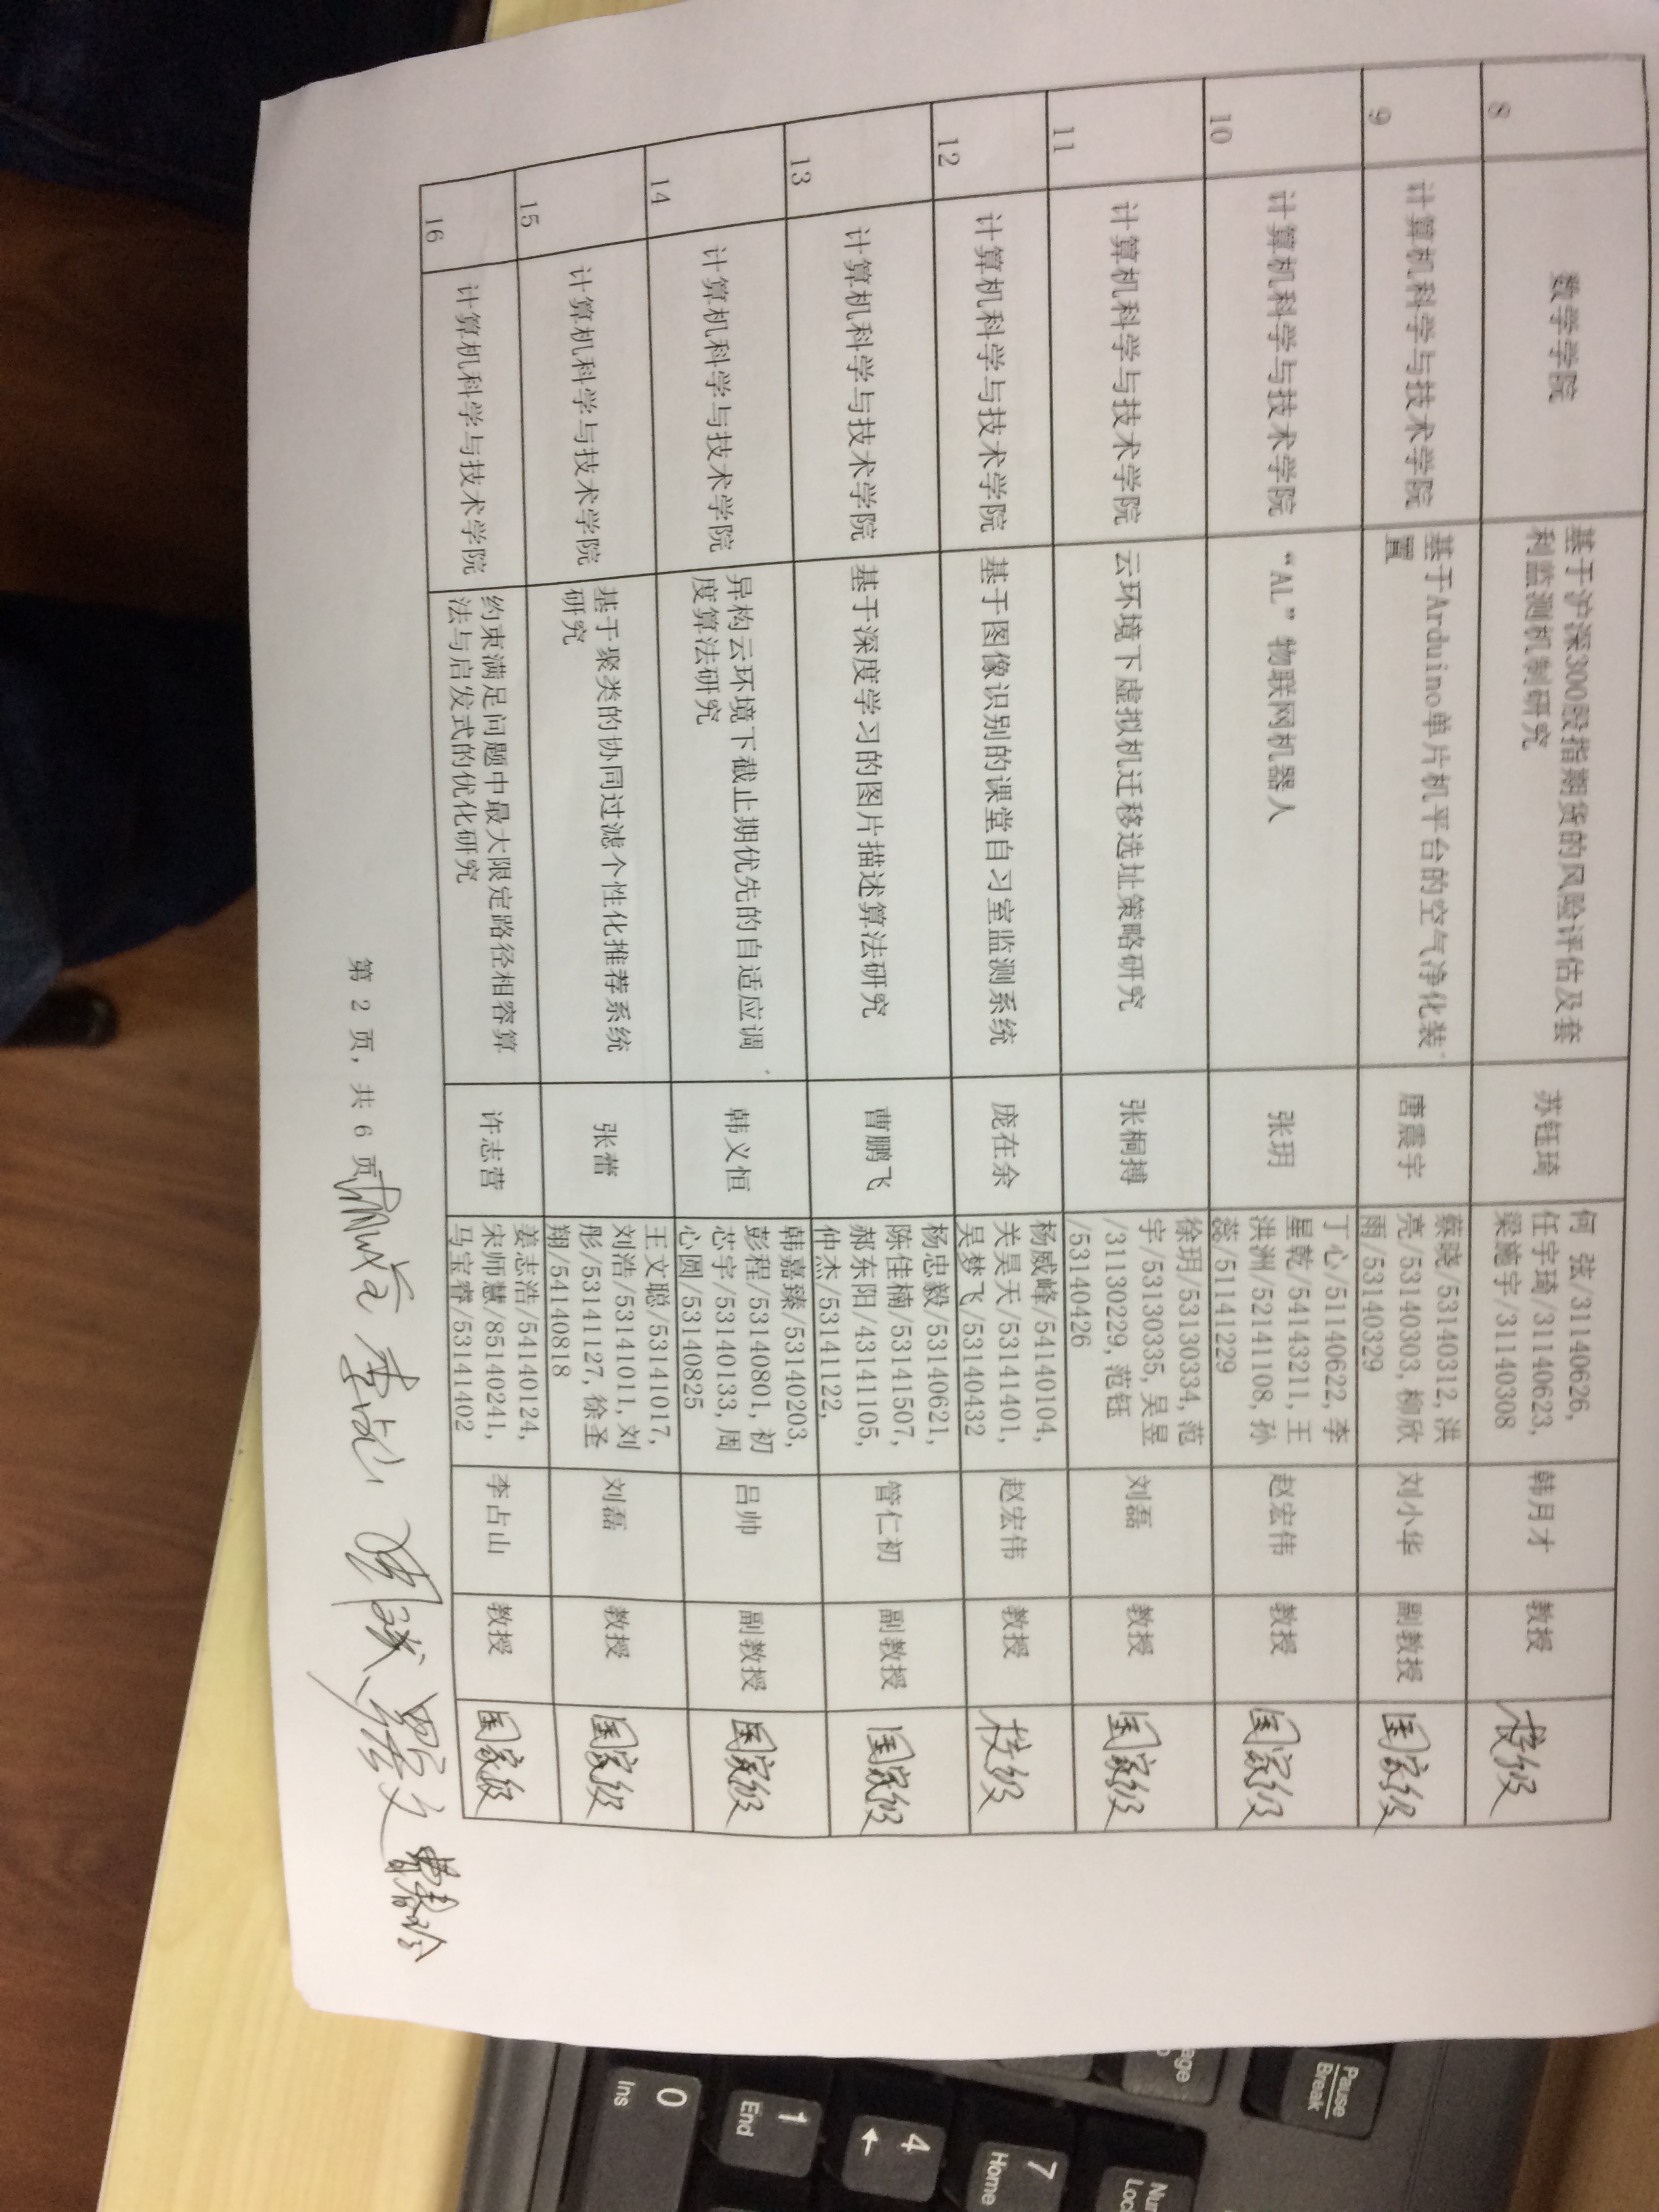 8 数学学院 基于沪深300股指期货的风险评估及套利监测机制研究 苏钰琦 何 弦/31140626, 任宇琦/31140623, 梁施宇/31140308 韩月才 教授 校级
9 计算机科学与技术学院 基于Arduino单片机平台的空气净化装置 唐震宇 蔡晓/53140312, 洪亮/53140303, 柳欣雨/53140329 刘小华 副教授 国家级
10 计算机科学与技术学院 “AL”物联网机器人 张玥 丁心/51140622, 李星乾/54143211, 王洪洲/52141108, 孙蕊/51141229 赵宏伟 教授 国家级
11 计算机科学与技术学院 云环境下虚拟机迁移选址策略研究 张桐搏 徐玥/53130334, 范宇/53130335, 吴昱/31130229, 范钰/53140426 刘磊 教授 国家级
12 计算机科学与技术学院 基于图像识别的课堂自习室监测系统 庞在余 杨威峰/54140104, 关昊天/53141401, 吴梦飞/53140432 赵宏伟 教授 校级
13 计算机科学与技术学院 基于深度学习的图片描述算法研究 曹鹏飞 杨忠毅/53140621, 陈佳楠/53141507, 郝东阳/43141105, 仲杰/53141122, 管仁初 副教授 国家级
14 计算机科学与技术学院 异构云环境下截止期优先的自适应调度算法研究 韩义恒 韩嘉臻/53140203, 彭程/53140801, 初芯宇/53140133, 周心圆/53140825 吕帅 副教授 国家级
15 计算机科学与技术学院 基于聚类的协同过滤个性化推荐系统研究 张蕾 王文聪/53141017, 刘浩/53141011, 刘彤/53141127, 徐圣翔/54140818 刘磊 教授 国家级
16 计算机科学与技术学院 约束满足问题中最大限定路径相容算法与启发式的优化研究 许志营 姜志浩/54140124, 宋师慧/85140241, 马宝睿/53141402 李占山 教授 国家级
第 2 页, 共 6 页 李占山 曹春玲
Pause
Break
age
Num
Loc
7
Home
4
←
1
End
0
Ins